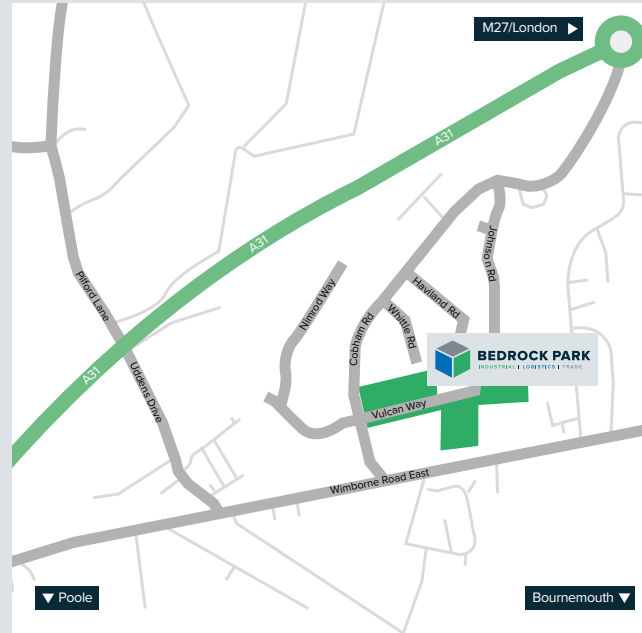 M27/London
A31
A31
A31
Pilford Lane
Uddens Drive
Nimrod Way
Cobham Rd
Whittle Rd
Haviland Rd
Johnson Rd
BEDROCK PARK
INDUSTRIAL | LOGISTICS | TRADE
Vulcan Way
Wimborne Road East
Poole
Bournemouth